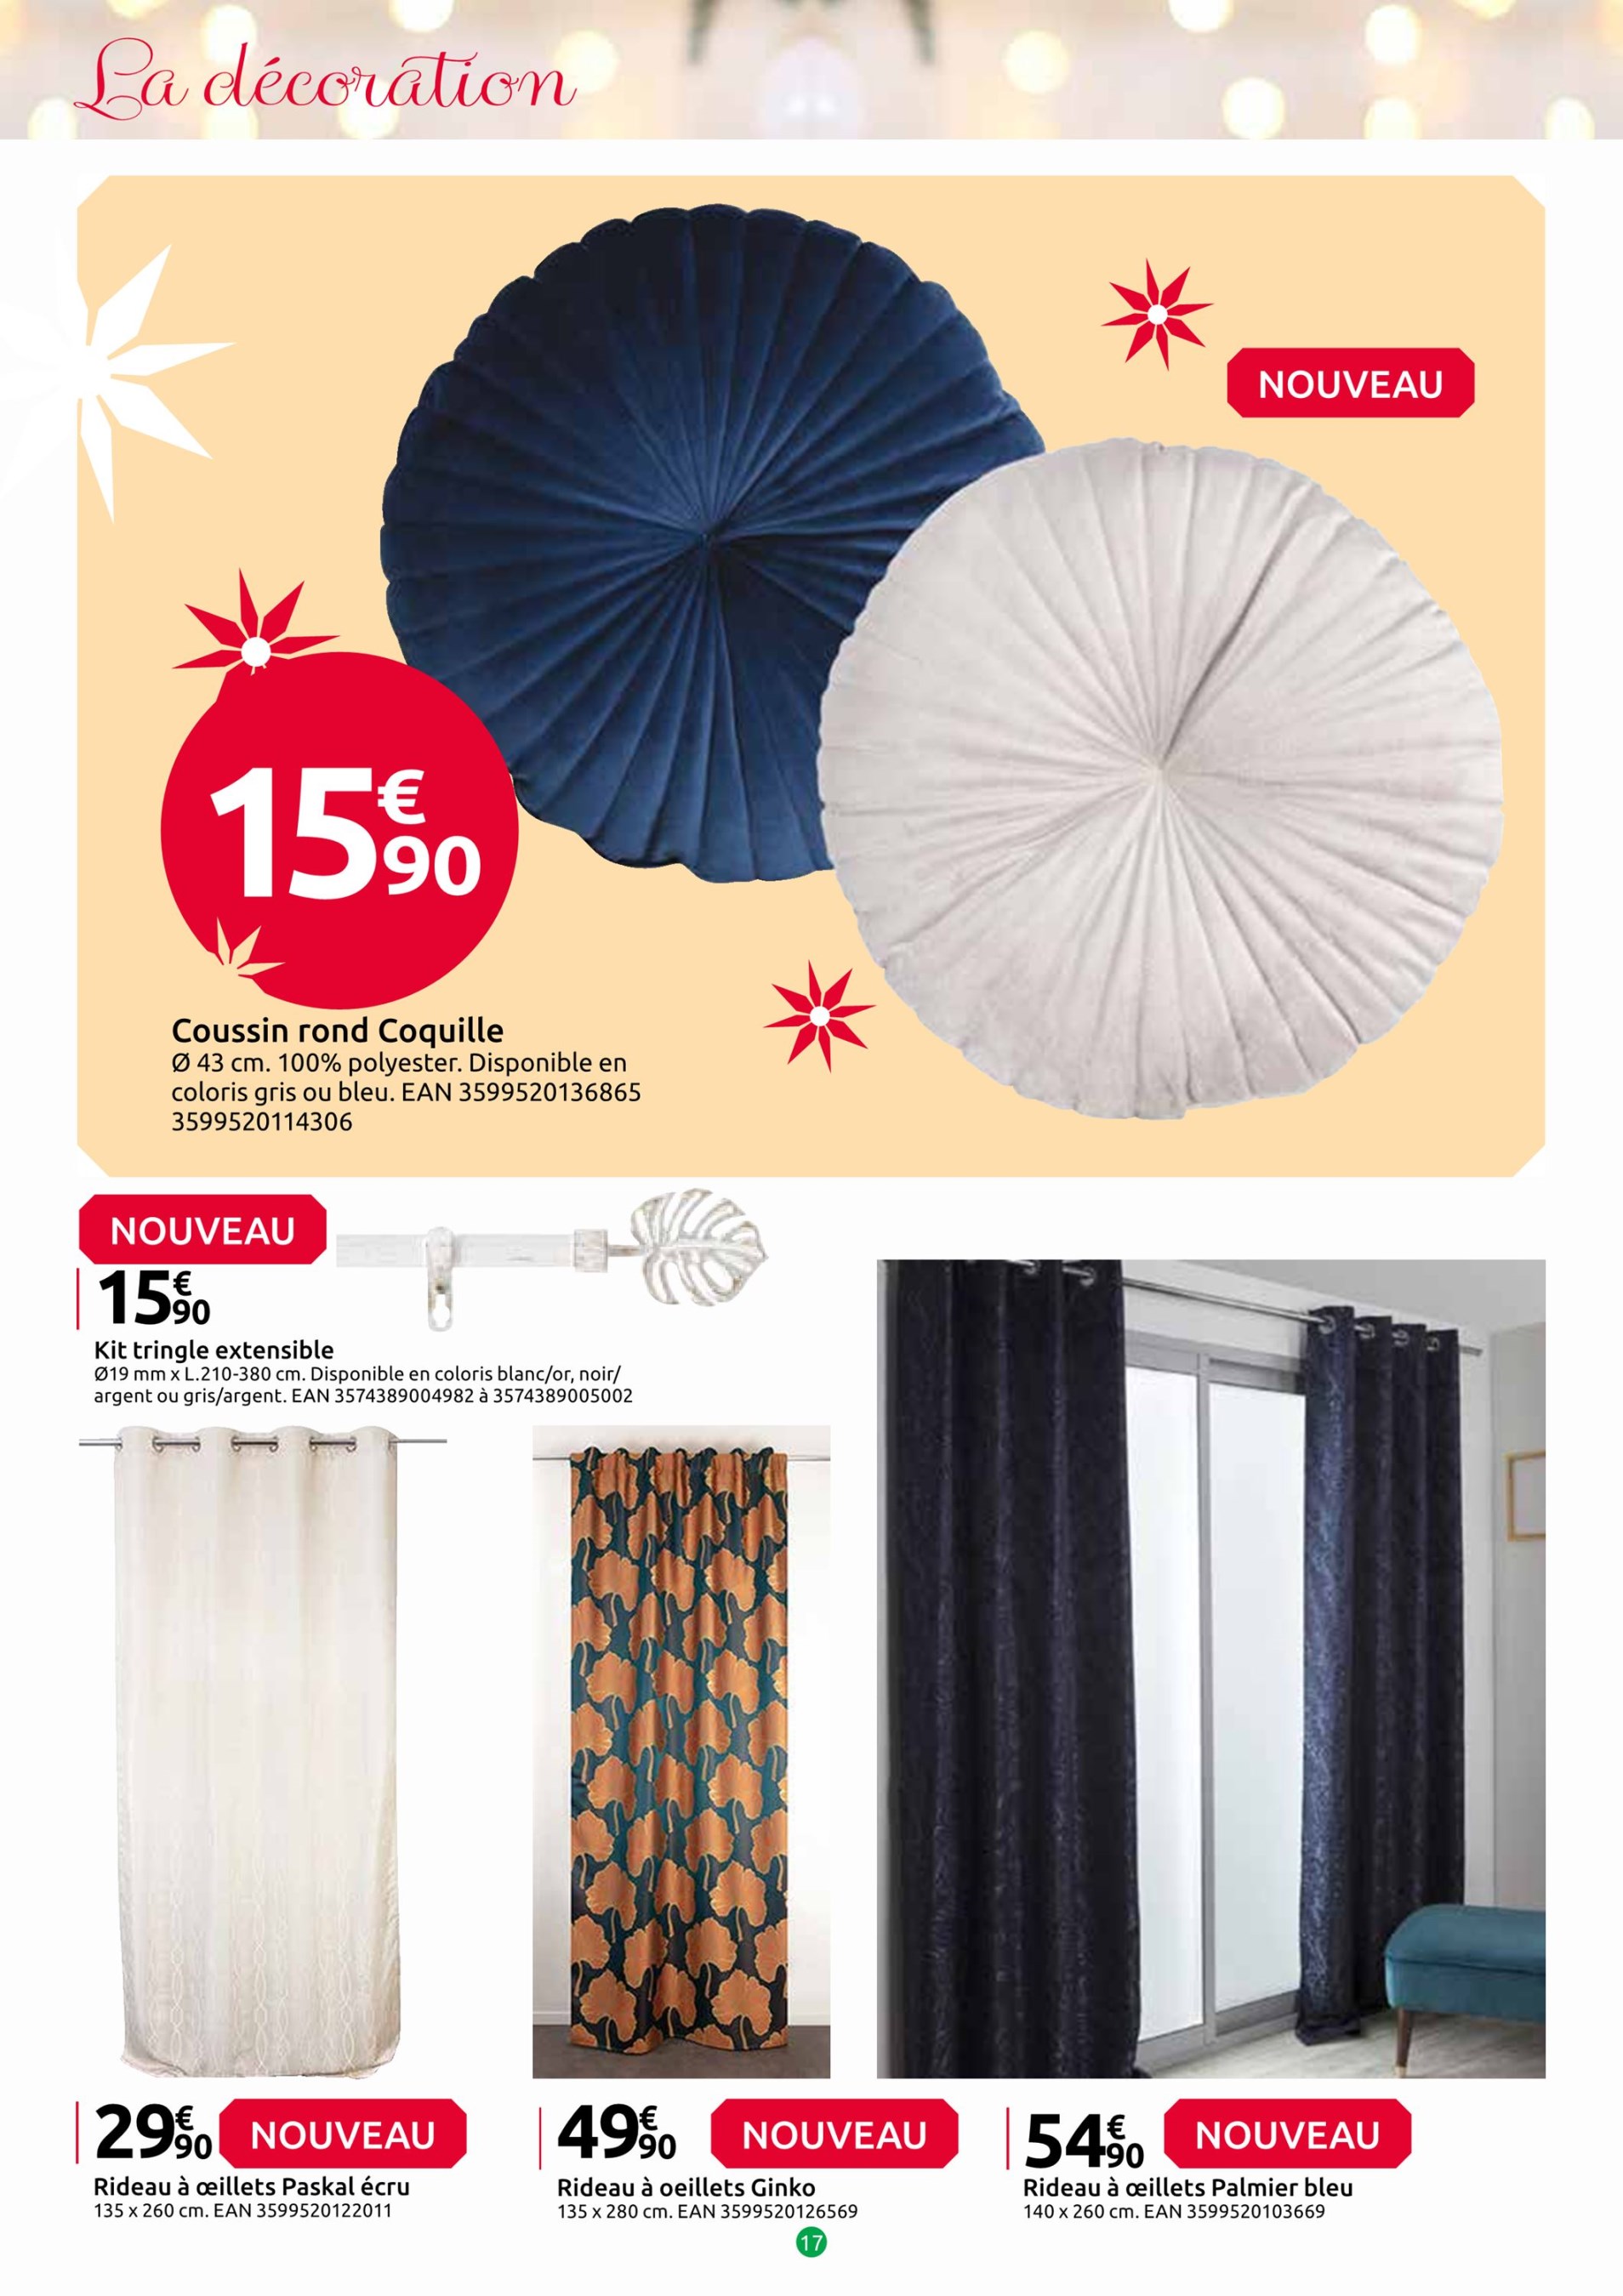 La décoration
NOUVEAU
15€90
Coussin rond Coquille
Ø 43 cm. 100% polyester. Disponible en
coloris gris ou bleu. EAN 3599520136865
3599520114306
NOUVEAU
15€90
Kit tringle extensible
Ø19 mm x L.210-380 cm. Disponible en coloris blanc/or, noir/
argent ou gris/argent. EAN 3574389004982 à 3574389005002
29€90
NOUVEAU
Rideau à œillets Paskal écru
135 x 260 cm. EAN 3599520122011
49€90
NOUVEAU
Rideau à oeillets Ginko
135 x 280 cm. EAN 3599520126569
54€90
NOUVEAU
Rideau à œillets Palmier bleu
140 x 260 cm. EAN 3599520103669
17